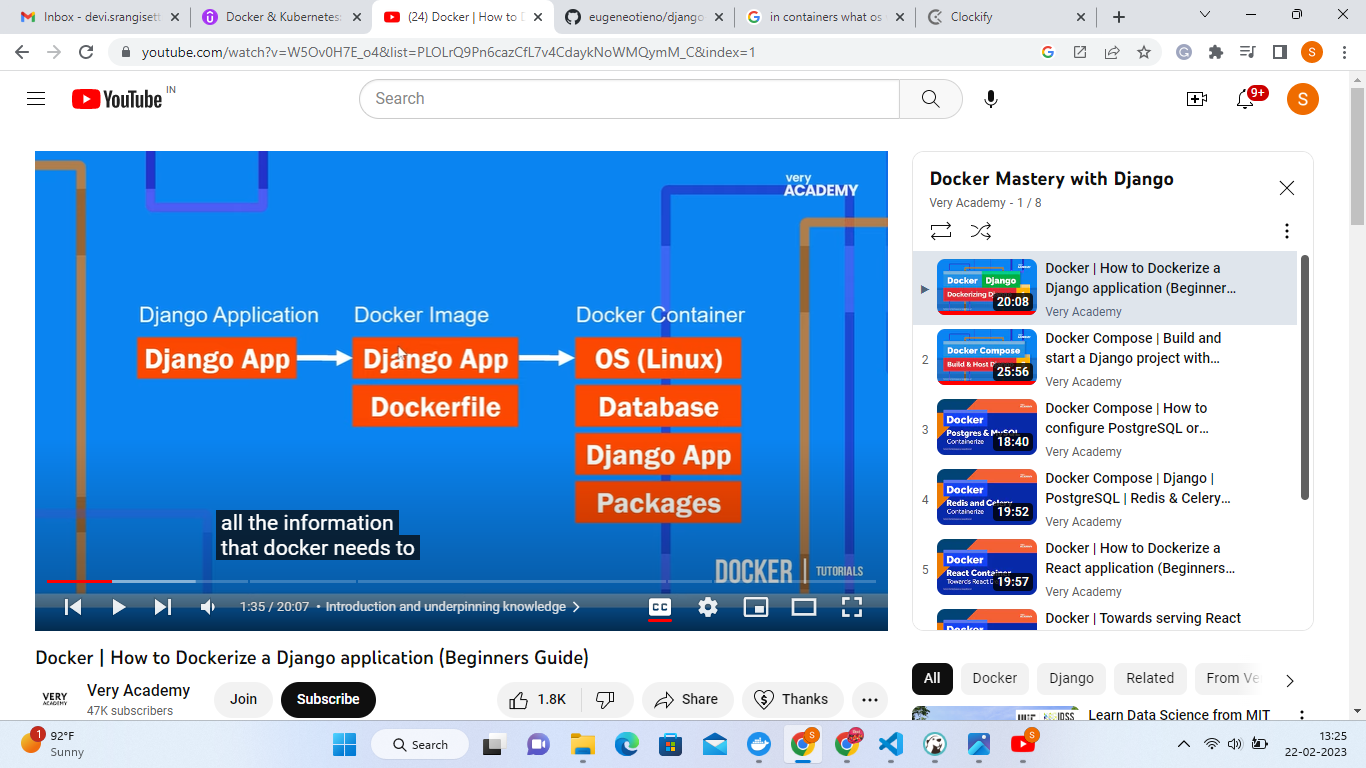 Inbox - devi.srangisett
Docker & Kubernetes:
(24) Docker | How to D
eugeneotieno/django
in containers what os
Clockify
youtube.com/watch?v=W5Ov0H7E_o4&list=PLOLrQ9Pn6cazCfL7v4CdaykNoWMQymM_C&index=1
S
YouTube IN
Search
9+
S
very
ACADEMY
Django Application
Docker Image
Docker Container
Django App
Django App
OS (Linux)
Dockerfile
Database
Django App
Packages
all the information
that docker needs to
DOCKER | TUTORIALS
1:35 / 20:07 • Introduction and underpinning knowledge
CC
Docker | How to Dockerize a Django application (Beginners Guide)
VERY
ACADEMY
Very Academy
47K subscribers
Join
Subscribe
1.8K
Share
Thanks
Docker Mastery with Django
Very Academy - 1 / 8
Docker Django
20:08
Docker | How to Dockerize a
Django application (Beginner...
Very Academy
2
Docker Compose
25:56
Docker Compose | Build and
start a Django project with...
Very Academy
3
Docker
Postgres & MySQL
Containerize
18:40
Docker Compose | How to
configure PostgreSQL or...
Very Academy
4
Docker
Redis and Celery
Containerize
19:52
Docker Compose | Django |
PostgreSQL | Redis & Celery...
Very Academy
5
Docker
React Container
19:57
Docker | How to Dockerize a
React application (Beginners...
Very Academy
Docker
Docker | Towards serving React
All
Docker
Django
Related
From Ve
Learn Data Science from MIT
1
92°F
Sunny
Search
S
S
13:25
22-02-2023